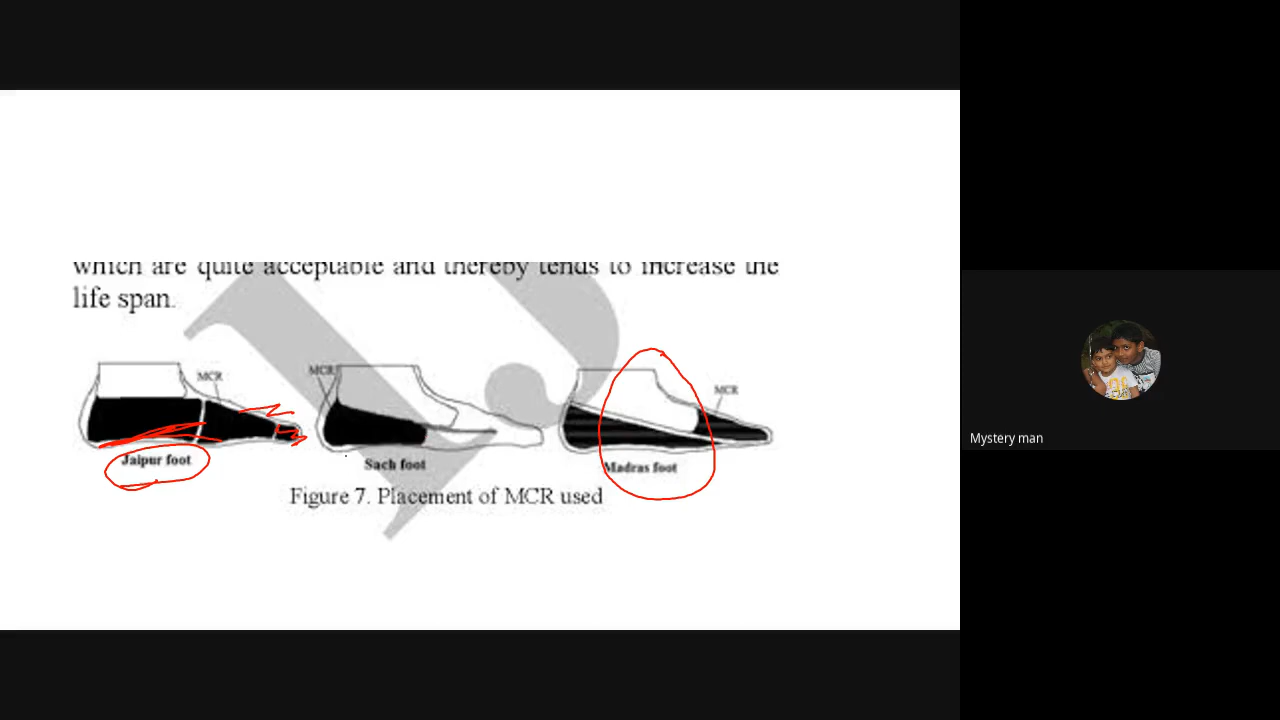 which are quite acceptable and thereby tends to increase the
life span.
MCR
MCR
MCR
Jaipur foot
Sach foot
Madras foot
Figure 7. Placement of MCR used
Mystery man